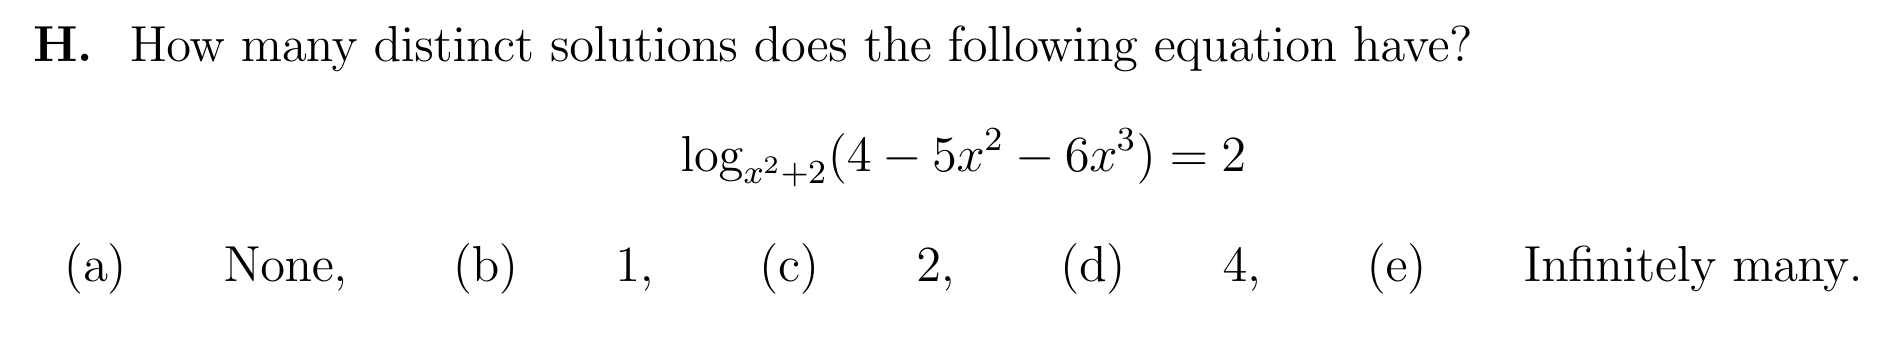 H. How many distinct solutions does the following equation have?
log_{x^2+2}(4 − 5x^2 − 6x^3) = 2
(a) None, (b) 1, (c) 2, (d) 4, (e) Infinitely many.